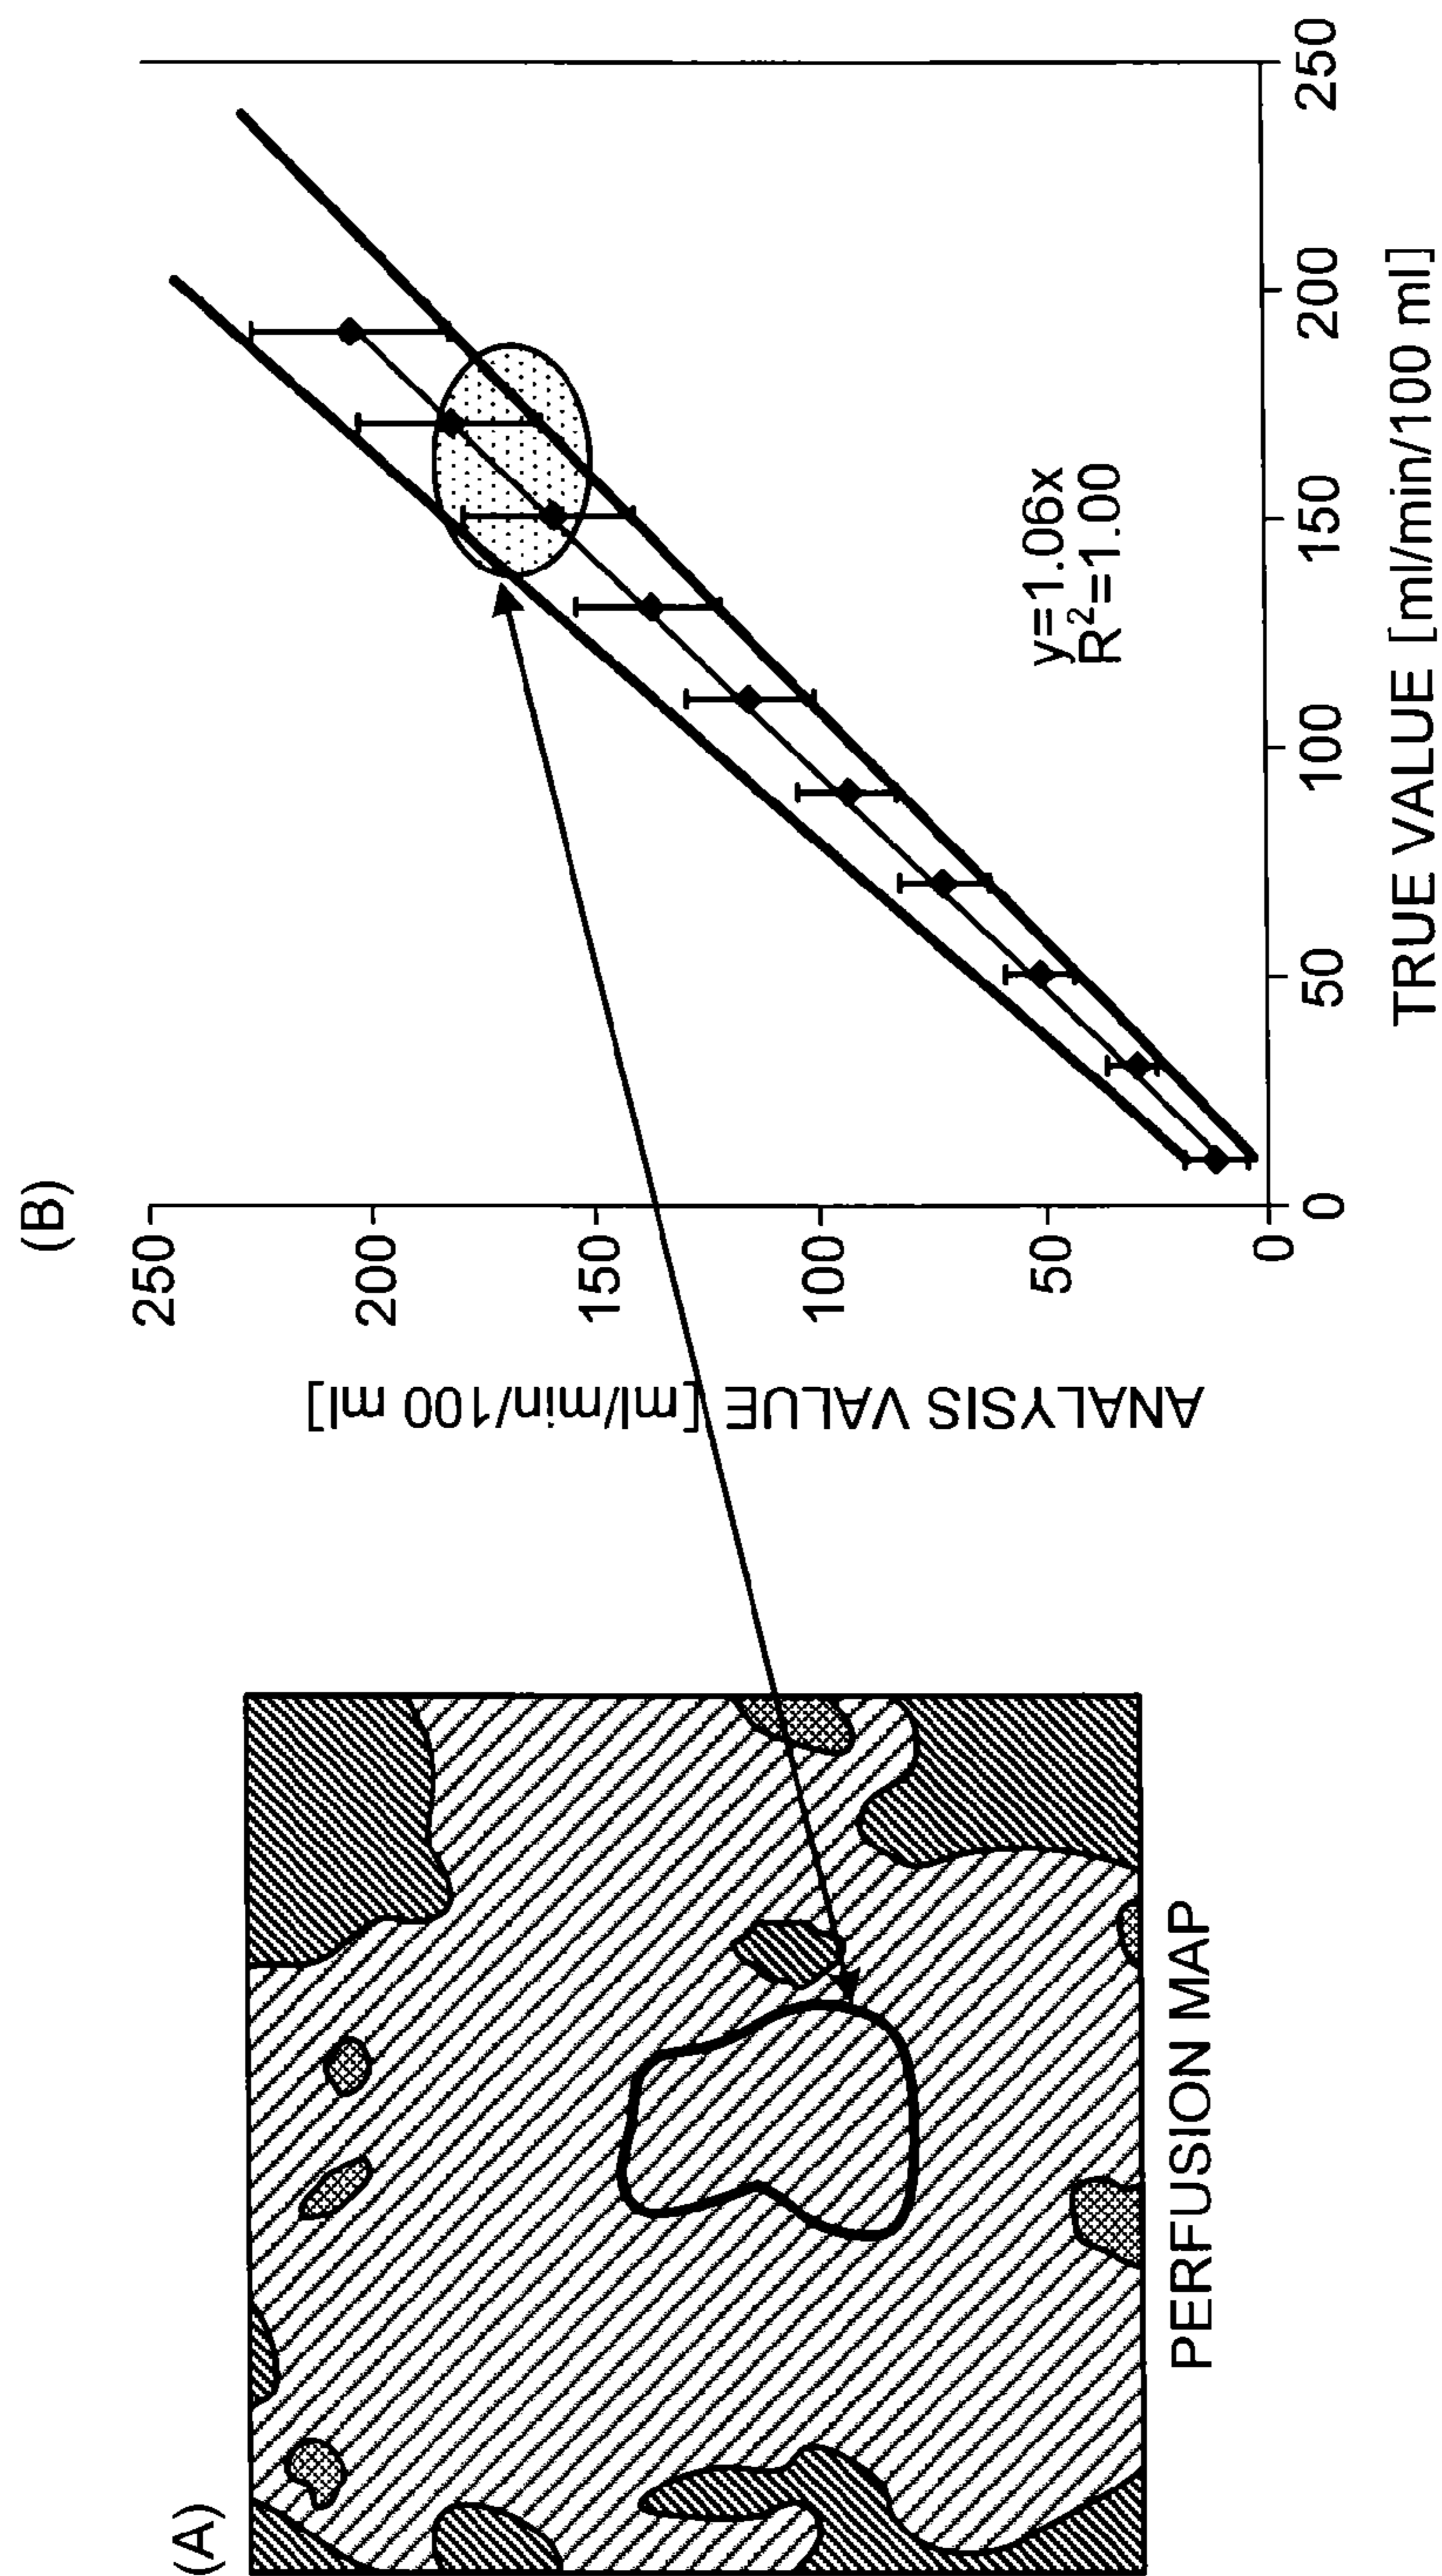 (A)
PERFUSION MAP
(B)
ANALYSIS VALUE [ml/min/100 ml]
250
200
150
100
50
0
y=1.06x
R²=1.00
0
50
100
150
200
250
TRUE VALUE [ml/min/100 ml]